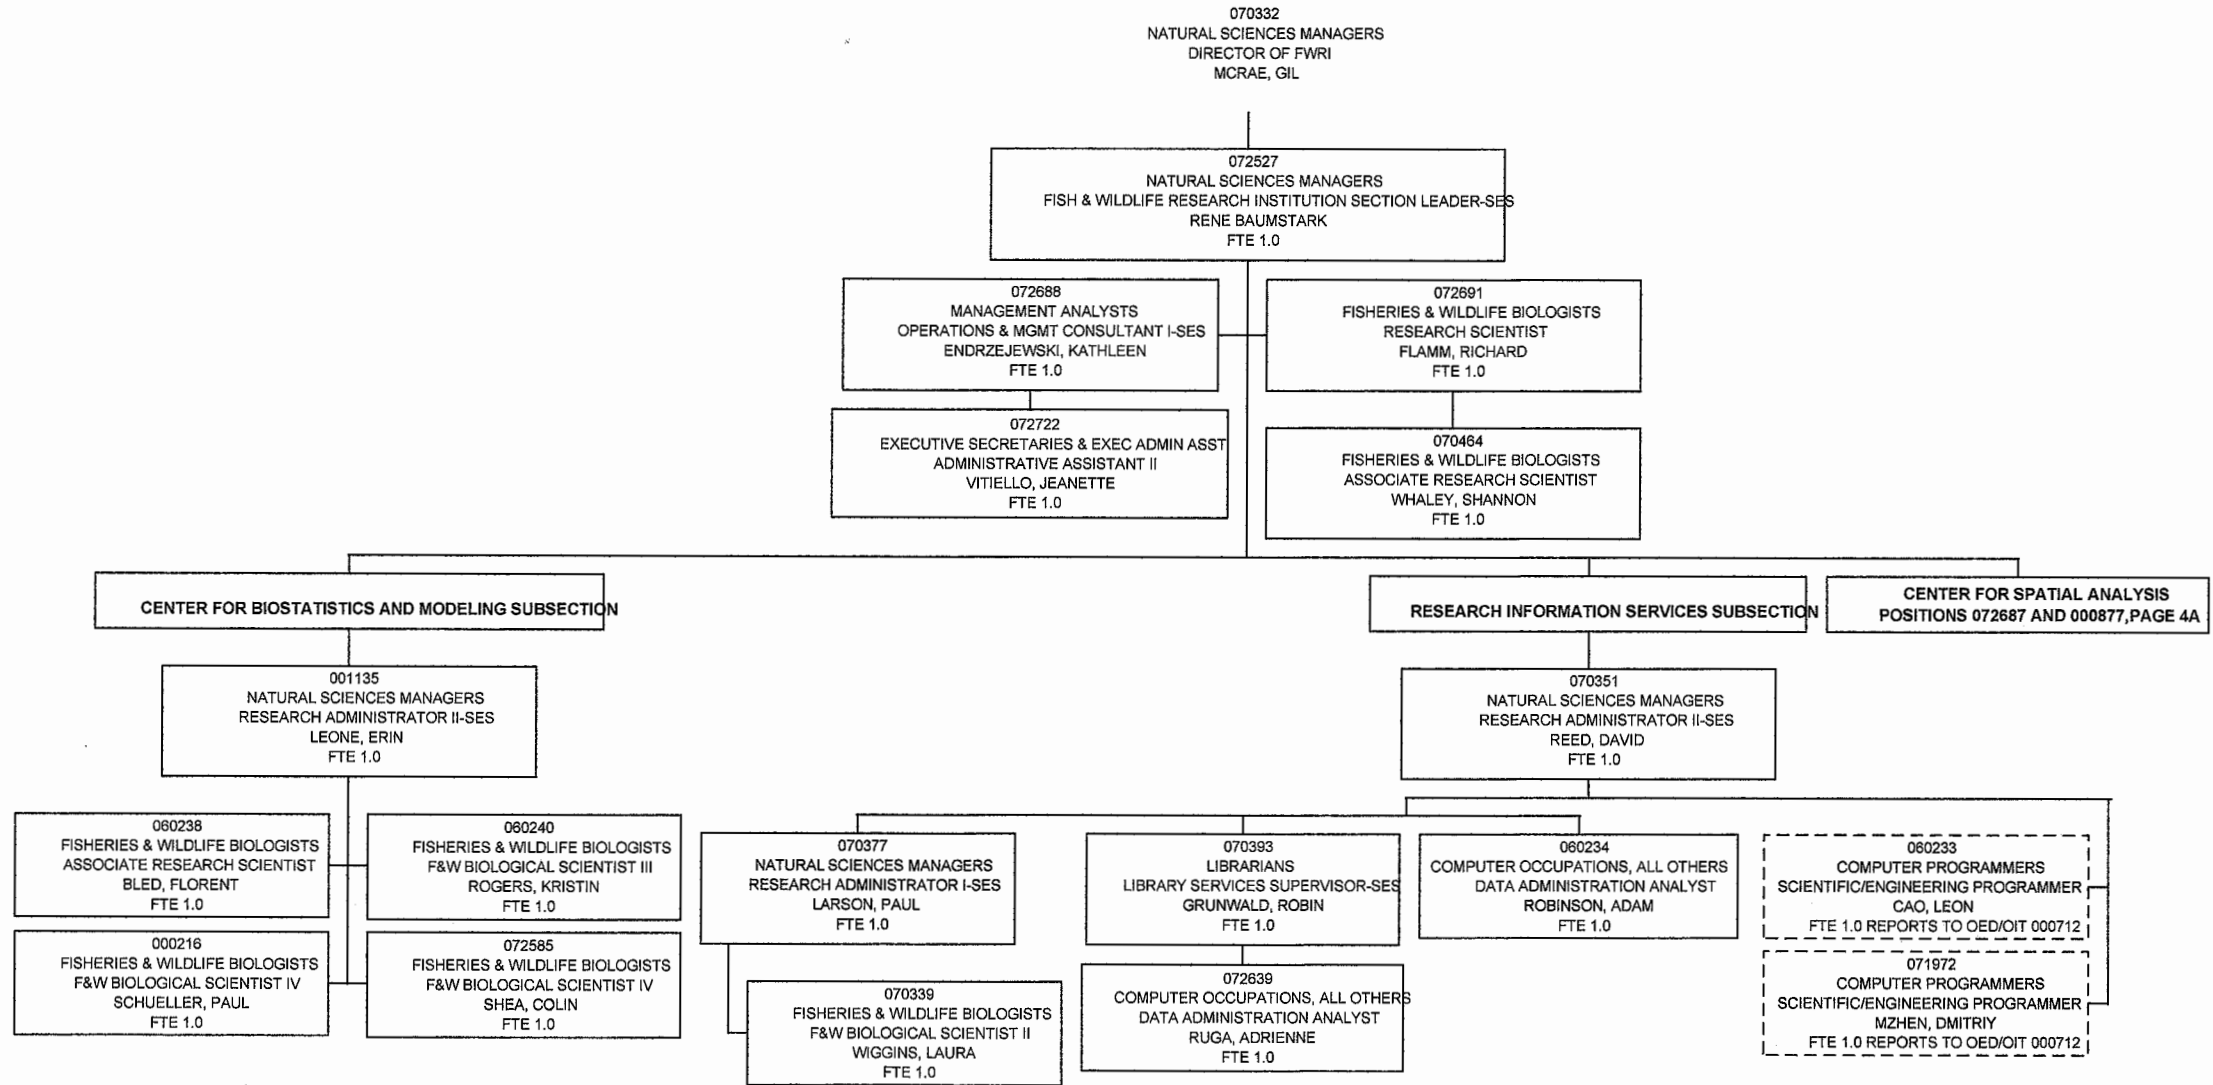 070332
NATURAL SCIENCES MANAGERS
DIRECTOR OF FWRI
MCRAE, GIL
072527
NATURAL SCIENCES MANAGERS
FISH & WILDLIFE RESEARCH INSTITUTION SECTION LEADER-SES
RENE BAUMSTARK
FTE 1.0
072688
MANAGEMENT ANALYSTS
OPERATIONS & MGMT CONSULTANT I-SES
ENDRZEJEWSKI, KATHLEEN
FTE 1.0
072691
FISHERIES & WILDLIFE BIOLOGISTS
RESEARCH SCIENTIST
FLAMM, RICHARD
FTE 1.0
072722
EXECUTIVE SECRETARIES & EXEC ADMIN ASST
ADMINISTRATIVE ASSISTANT II
VITIELLO, JEANETTE
FTE 1.0
070464
FISHERIES & WILDLIFE BIOLOGISTS
ASSOCIATE RESEARCH SCIENTIST
WHALEY, SHANNON
FTE 1.0
CENTER FOR BIOSTATISTICS AND MODELING SUBSECTION
RESEARCH INFORMATION SERVICES SUBSECTION
CENTER FOR SPATIAL ANALYSIS
POSITIONS 072687 AND 000877,PAGE 4A
001135
NATURAL SCIENCES MANAGERS
RESEARCH ADMINISTRATOR II-SES
LEONE, ERIN
FTE 1.0
070351
NATURAL SCIENCES MANAGERS
RESEARCH ADMINISTRATOR II-SES
REED, DAVID
FTE 1.0
060238
FISHERIES & WILDLIFE BIOLOGISTS
ASSOCIATE RESEARCH SCIENTIST
BLED, FLORENT
FTE 1.0
060240
FISHERIES & WILDLIFE BIOLOGISTS
F&W BIOLOGICAL SCIENTIST III
ROGERS, KRISTIN
FTE 1.0
070377
NATURAL SCIENCES MANAGERS
RESEARCH ADMINISTRATOR I-SES
LARSON, PAUL
FTE 1.0
070393
LIBRARIANS
LIBRARY SERVICES SUPERVISOR-SES
GRUNWALD, ROBIN
FTE 1.0
060234
COMPUTER OCCUPATIONS, ALL OTHERS
DATA ADMINISTRATION ANALYST
ROBINSON, ADAM
FTE 1.0
060233
COMPUTER PROGRAMMERS
SCIENTIFIC/ENGINEERING PROGRAMMER
CAO, LEON
FTE 1.0 REPORTS TO OED/OIT 000712
000216
FISHERIES & WILDLIFE BIOLOGISTS
F&W BIOLOGICAL SCIENTIST IV
SCHUELLER, PAUL
FTE 1.0
072585
FISHERIES & WILDLIFE BIOLOGISTS
F&W BIOLOGICAL SCIENTIST IV
SHEA, COLIN
FTE 1.0
070339
FISHERIES & WILDLIFE BIOLOGISTS
F&W BIOLOGICAL SCIENTIST II
WIGGINS, LAURA
FTE 1.0
072639
COMPUTER OCCUPATIONS, ALL OTHERS
DATA ADMINISTRATION ANALYST
RUGA, ADRIENNE
FTE 1.0
071972
COMPUTER PROGRAMMERS
SCIENTIFIC/ENGINEERING PROGRAMMER
MZHEN, DMITRIY
FTE 1.0 REPORTS TO OED/OIT 000712